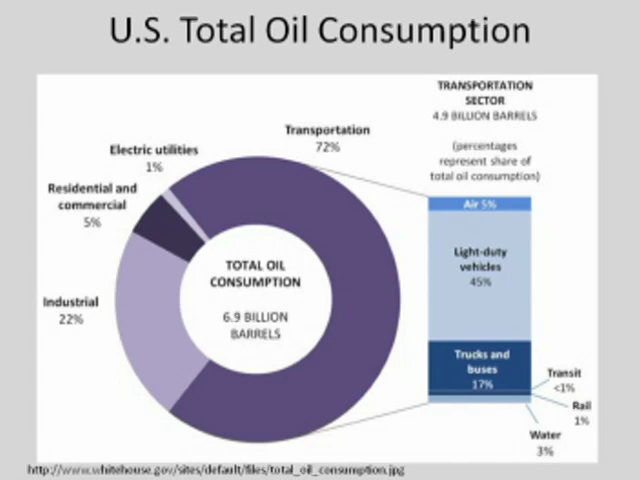 U.S. Total Oil Consumption
TRANSPORTATION
SECTOR
4.9 BILLION BARRELS
(percentages
represent share of
total oil consumption)
Transportation
72%
Electric utilities
1%
Residential and
commercial
5%
Industrial
22%
TOTAL OIL
CONSUMPTION
6.9 BILLION
BARRELS
Air 5%
Light-duty
vehicles
45%
Trucks and
buses
17%
Transit
<1%
Rail
1%
Water
3%
http://www.whitehouse.gov/sites/default/files/total_oil_consumption.jpg